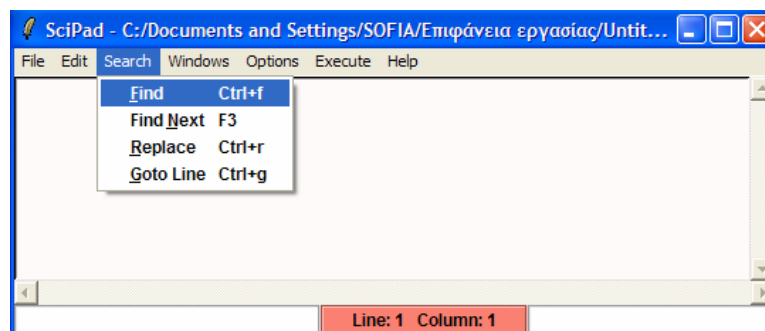 SciPad - C:/Documents and Settings/SOFIA/Επιφάνεια εργασίας/Untit...
File Edit Search Windows Options Execute Help
Find Ctrl+f
Find Next F3
Replace Ctrl+r
Goto Line Ctrl+g
Line: 1 Column: 1